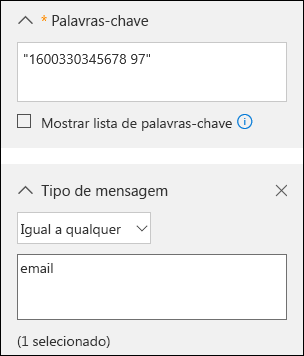 * Palavras-chave
"1600330345678 97"
Mostrar lista de palavras-chave
Tipo de mensagem
Igual a qualquer
email
(1 selecionado)